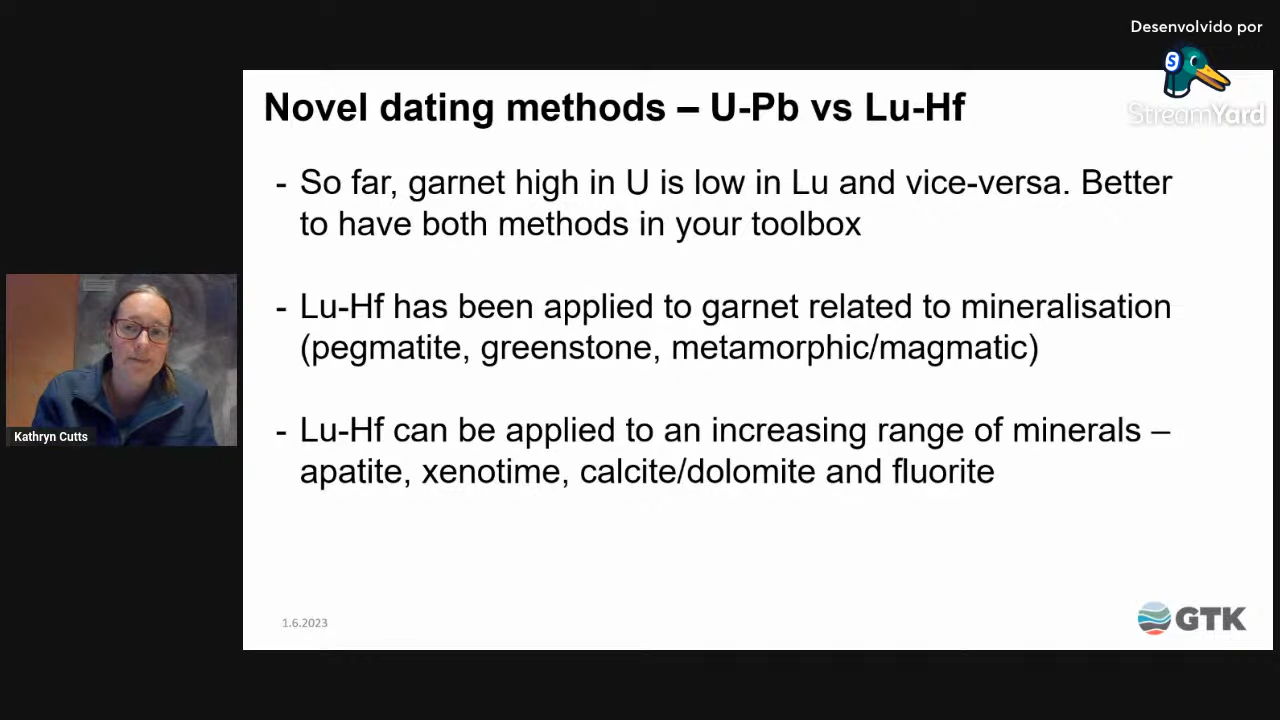 Desenvolvido por
StreamYard
Novel dating methods – U-Pb vs Lu-Hf
- So far, garnet high in U is low in Lu and vice-versa. Better
to have both methods in your toolbox
- Lu-Hf has been applied to garnet related to mineralisation
(pegmatite, greenstone, metamorphic/magmatic)
- Lu-Hf can be applied to an increasing range of minerals –
apatite, xenotime, calcite/dolomite and fluorite
Kathryn Cutts
1.6.2023
GTK